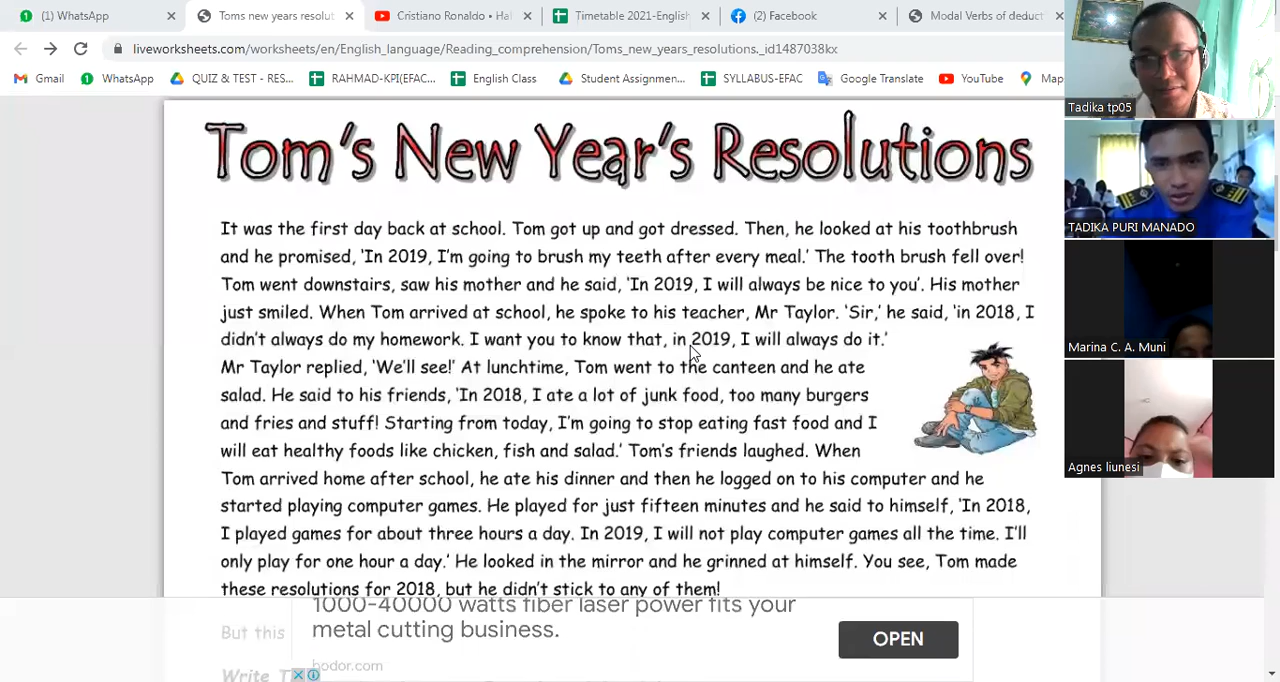 (1) WhatsApp
Toms new years resolut
Cristiano Ronaldo • Hal
Timetable 2021-English
(2) Facebook
Modal Verbs of deduct
liveworksheets.com/worksheets/en/English_language/Reading_comprehension/Toms_new_years_resolutions._id1487038kx
Gmail
WhatsApp
QUIZ & TEST - RES...
RAHMAD-KPI(EFAC...
English Class
Student Assignmen...
SYLLABUS-EFAC
Google Translate
YouTube
Map
Tadika tp05
TADIKA PURI MANADO
Marina C. A. Muni
Agnes liunesi
Tom's New Year's Resolutions
It was the first day back at school. Tom got up and got dressed. Then, he looked at his toothbrush
and he promised, 'In 2019, I'm going to brush my teeth after every meal.' The tooth brush fell over!
Tom went downstairs, saw his mother and he said, 'In 2019, I will always be nice to you'. His mother
just smiled. When Tom arrived at school, he spoke to his teacher, Mr Taylor. 'Sir,' he said, 'in 2018, I
didn't always do my homework. I want you to know that, in 2019, I will always do it.'
Mr Taylor replied, 'We'll see!' At lunchtime, Tom went to the canteen and he ate
salad. He said to his friends, 'In 2018, I ate a lot of junk food, too many burgers
and fries and stuff! Starting from today, I'm going to stop eating fast food and I
will eat healthy foods like chicken, fish and salad.' Tom's friends laughed. When
Tom arrived home after school, he ate his dinner and then he logged on to his computer and he
started playing computer games. He played for just fifteen minutes and he said to himself, 'In 2018,
I played games for about three hours a day. In 2019, I will not play computer games all the time. I'll
only play for one hour a day.' He looked in the mirror and he grinned at himself. You see, Tom made
these resolutions for 2018, but he didn't stick to any of them!
But this
Write T
1000-40000 watts fiber laser power fits your
metal cutting business.
bodor.com
OPEN